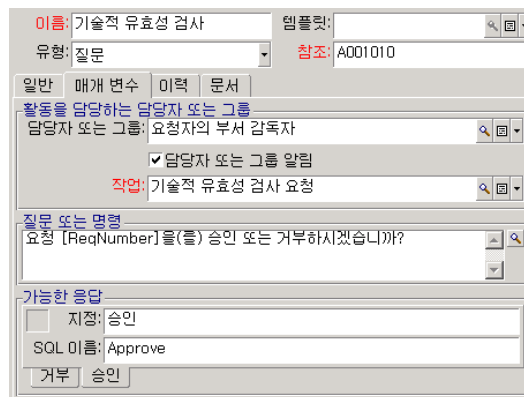 이름: 기술적 유효성 검사 템플릿:
유형: 질문 참조: A001010
일반 매개 변수 이력 문서
활동을 담당하는 담당자 또는 그룹
담당자 또는 그룹: 요청자의 부서 감독자
담당자 또는 그룹 알림
작업: 기술적 유효성 검사 요청
질문 또는 명령
요청 [ReqNumber]을(를) 승인 또는 거부하시겠습니까?
가능한 응답
지정: 승인
SQL 이름: Approve
거부 승인